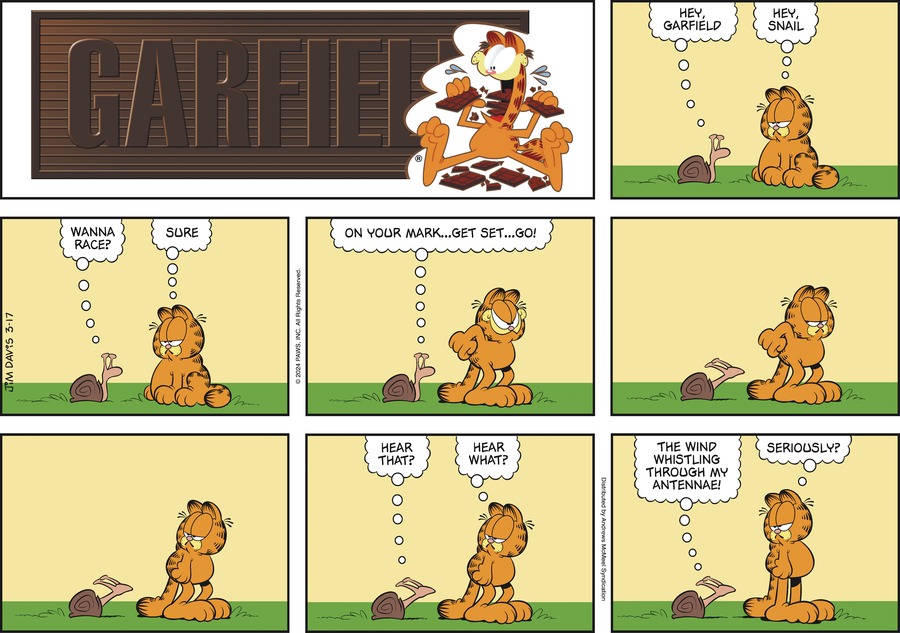 GARFIEL
®
HEY,
GARFIELD
HEY,
SNAIL
WANNA
RACE?
SURE
JIM DAVIS 3-17
© 2024 PAWS, INC. All Rights Reserved.
ON YOUR MARK...GET SET...GO!
HEAR
THAT?
HEAR
WHAT?
Distributed by Andrews McMeel Syndication
THE WIND
WHISTLING
THROUGH MY
ANTENNAE!
SERIOUSLY?